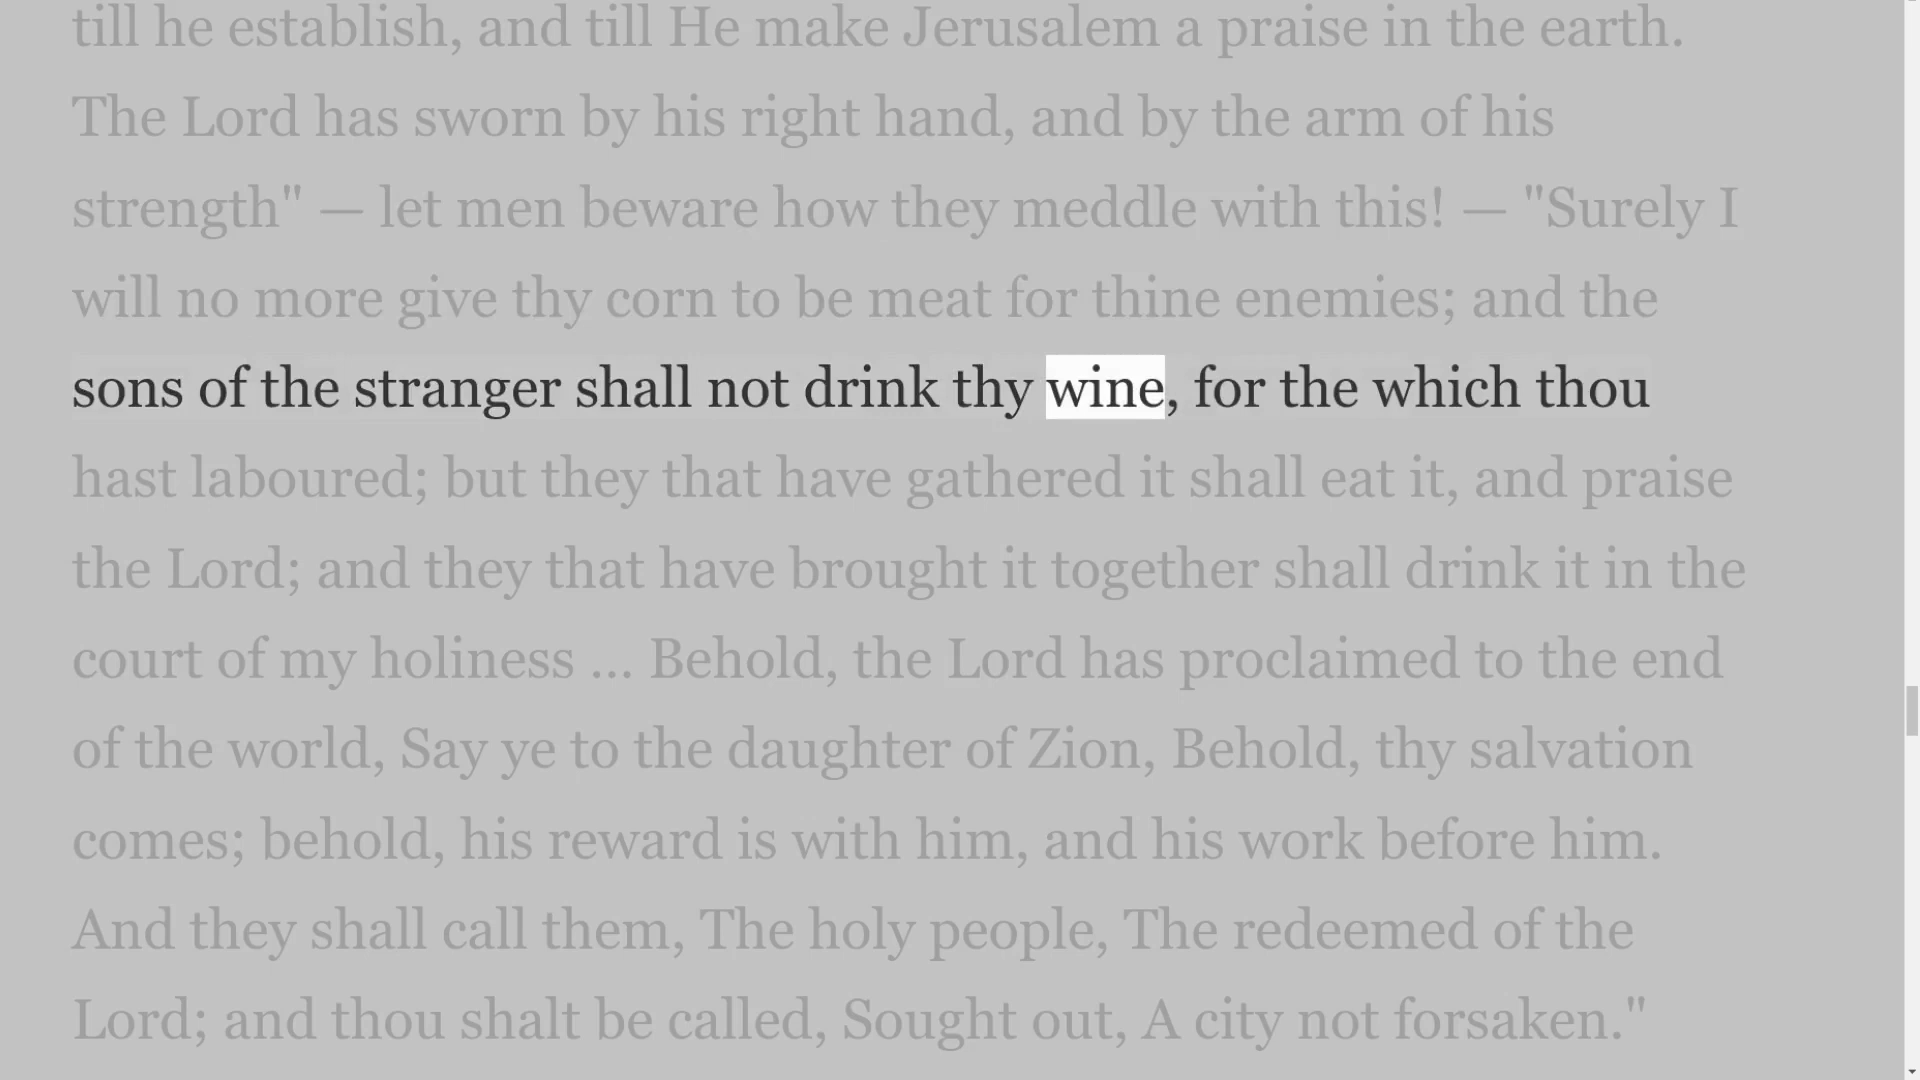 till he establish, and till He make Jerusalem a praise in the earth.
The Lord has sworn by his right hand, and by the arm of his
strength" — let men beware how they meddle with this! — "Surely I
will no more give thy corn to be meat for thine enemies; and the
sons of the stranger shall not drink thy wine, for the which thou
hast laboured; but they that have gathered it shall eat it, and praise
the Lord; and they that have brought it together shall drink it in the
court of my holiness ... Behold, the Lord has proclaimed to the end
of the world, Say ye to the daughter of Zion, Behold, thy salvation
comes; behold, his reward is with him, and his work before him.
And they shall call them, The holy people, The redeemed of the
Lord; and thou shalt be called, Sought out, A city not forsaken."